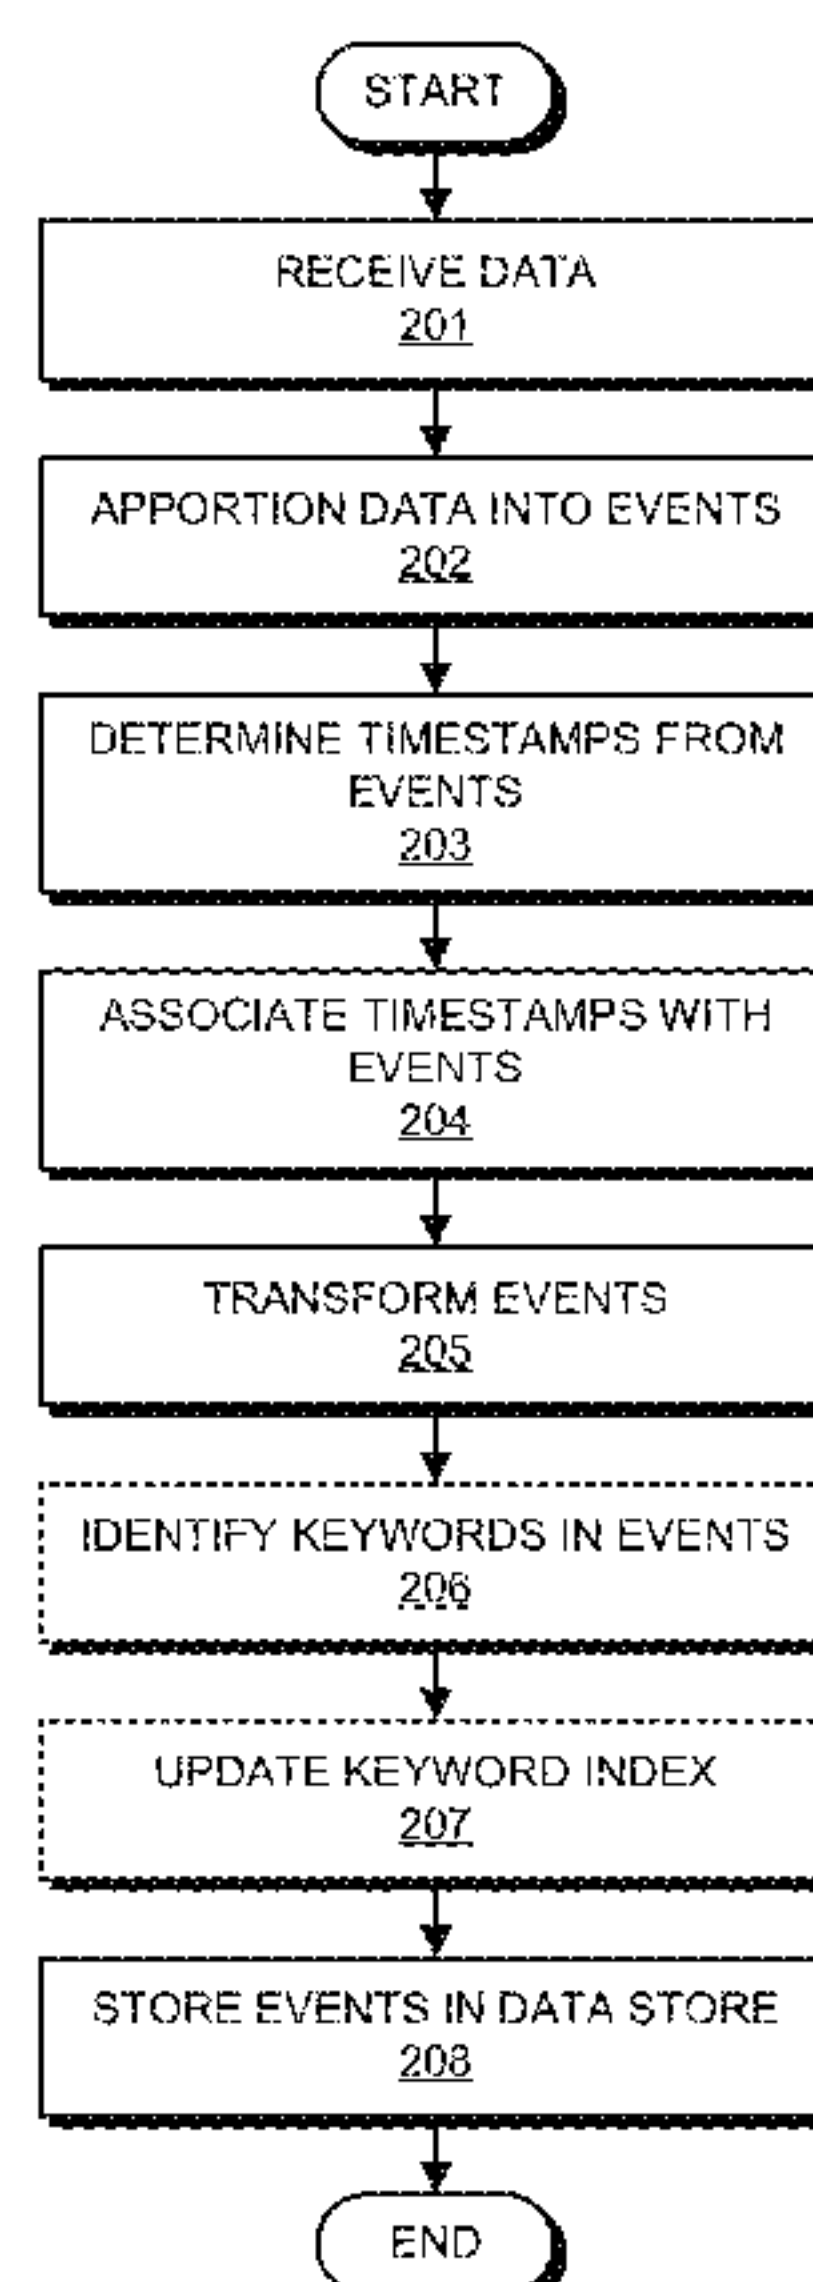 START
RECEIVE DATA
201
APPORTION DATA INTO EVENTS
202
DETERMINE TIMESTAMPS FROM
EVENTS
203
ASSOCIATE TIMESTAMPS WITH
EVENTS
204
TRANSFORM EVENTS
205
IDENTIFY KEYWORDS IN EVENTS
206
UPDATE KEYWORD INDEX
207
STORE EVENTS IN DATA STORE
208
END